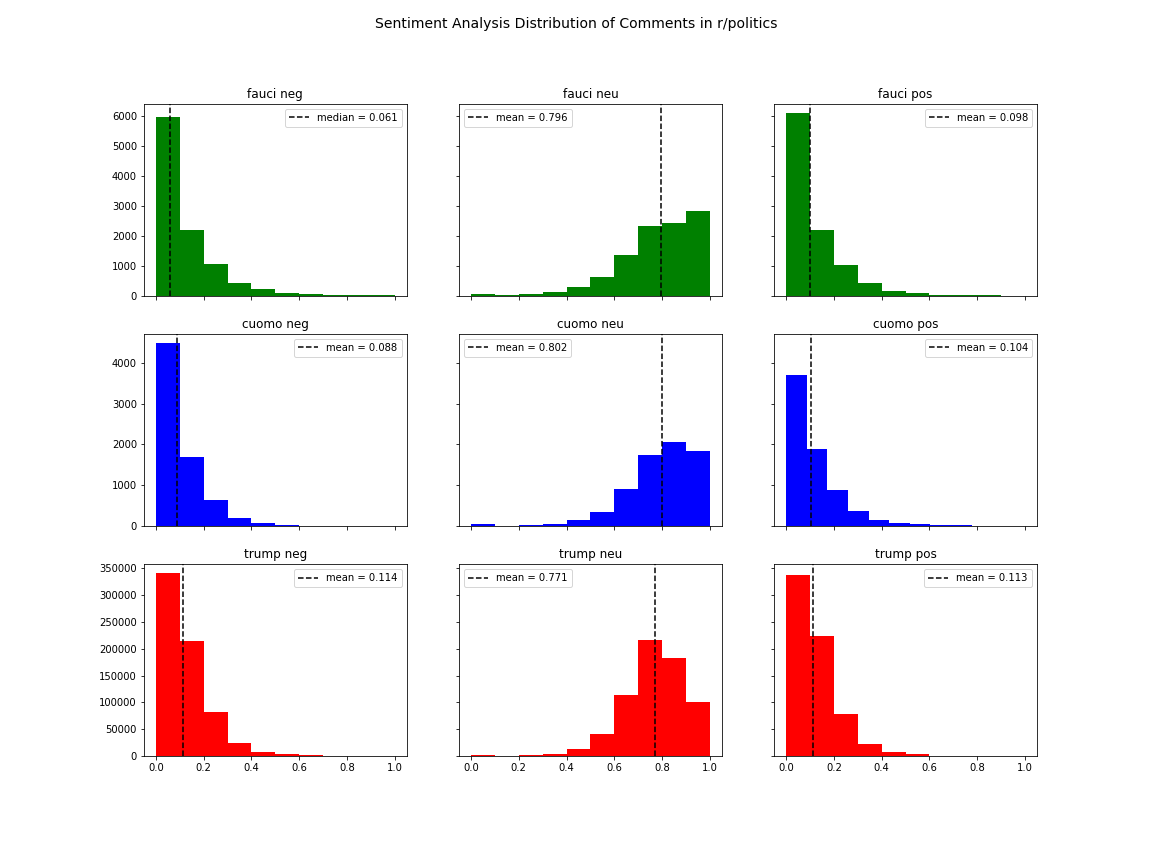 Sentiment Analysis Distribution of Comments in r/politics
fauci neg
fauci neu
fauci pos
median = 0.061
mean = 0.796
mean = 0.098
6000
5000
4000
3000
2000
1000
0
cuomo neg
cuomo neu
cuomo pos
mean = 0.088
mean = 0.802
mean = 0.104
4000
3000
2000
1000
0
trump neg
trump neu
trump pos
mean = 0.114
mean = 0.771
mean = 0.113
350000
300000
250000
200000
150000
100000
50000
0
0.0 0.2 0.4 0.6 0.8 1.0
0.0 0.2 0.4 0.6 0.8 1.0
0.0 0.2 0.4 0.6 0.8 1.0